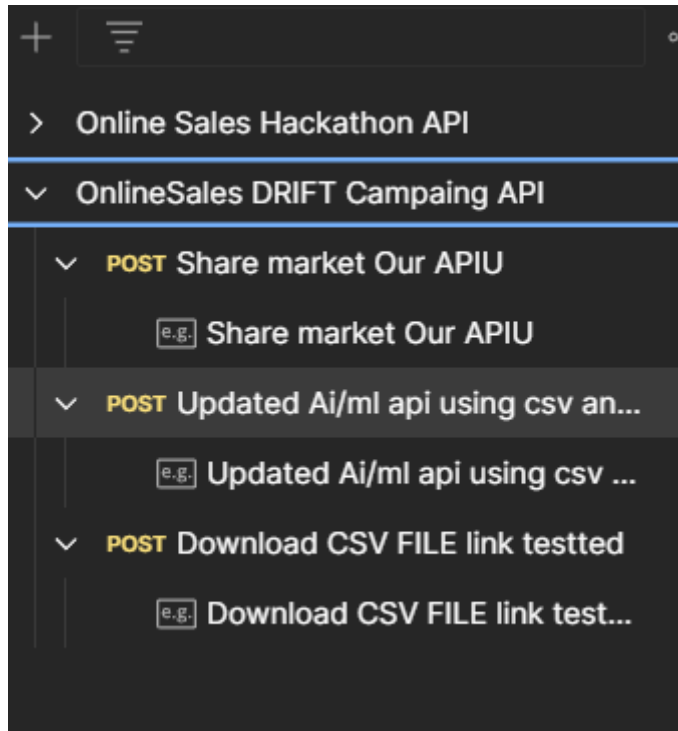 Online Sales Hackathon API
OnlineSales DRIFT Campaing API
POST Share market Our APIU
e.g. Share market Our APIU
POST Updated Ai/ml api using csv an...
e.g. Updated Ai/ml api using csv ...
POST Download CSV FILE link testted
e.g. Download CSV FILE link test...